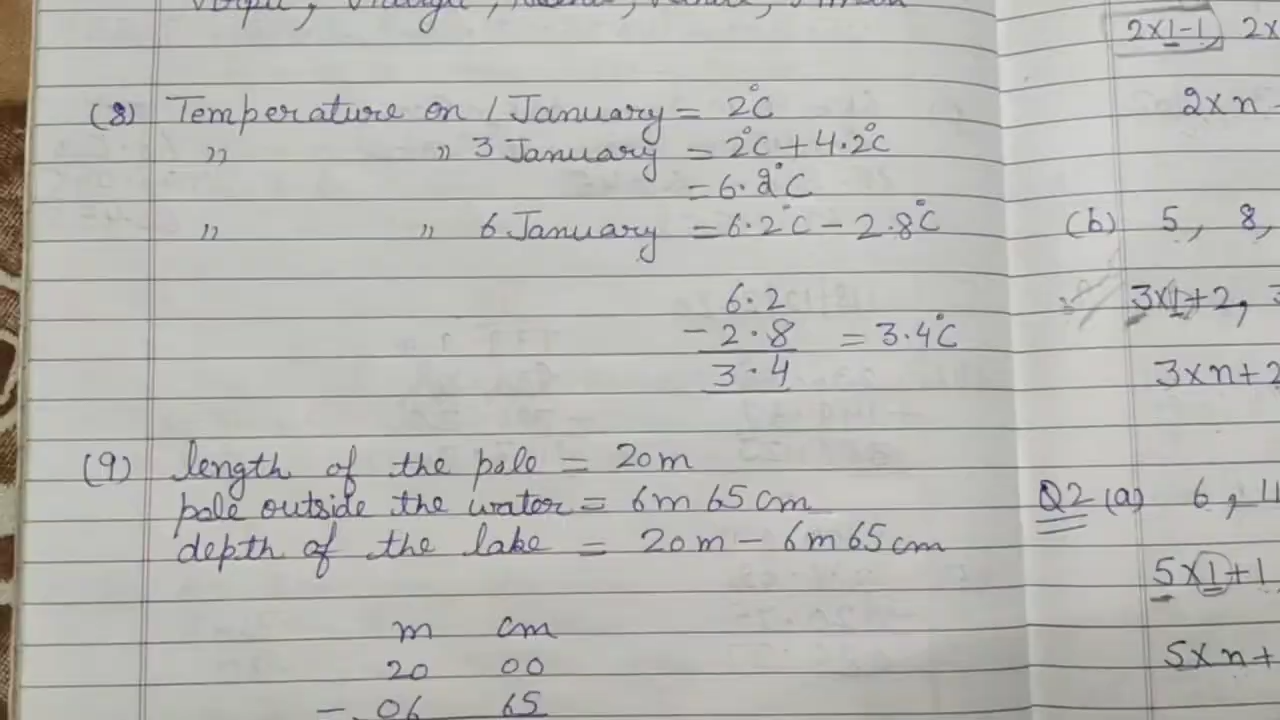 (8) Temperature on 1 January = 2°C
" " 3 January = 2°C + 4.2°C
= 6.2°C
" " 6 January = 6.2°C - 2.8°C
6.2
- 2.8 = 3.4°C
3.4
(9) length of the pole = 20m
pole outside the water = 6m 65cm
depth of the lake = 20m - 6m 65cm
m cm
20 00
- 06 65
2x1-1, 2x
2xn -
(b) 5, 8,
3x1+2, 3
3xn+2
Q2 (a) 6, 11
5x1+1
5xn+